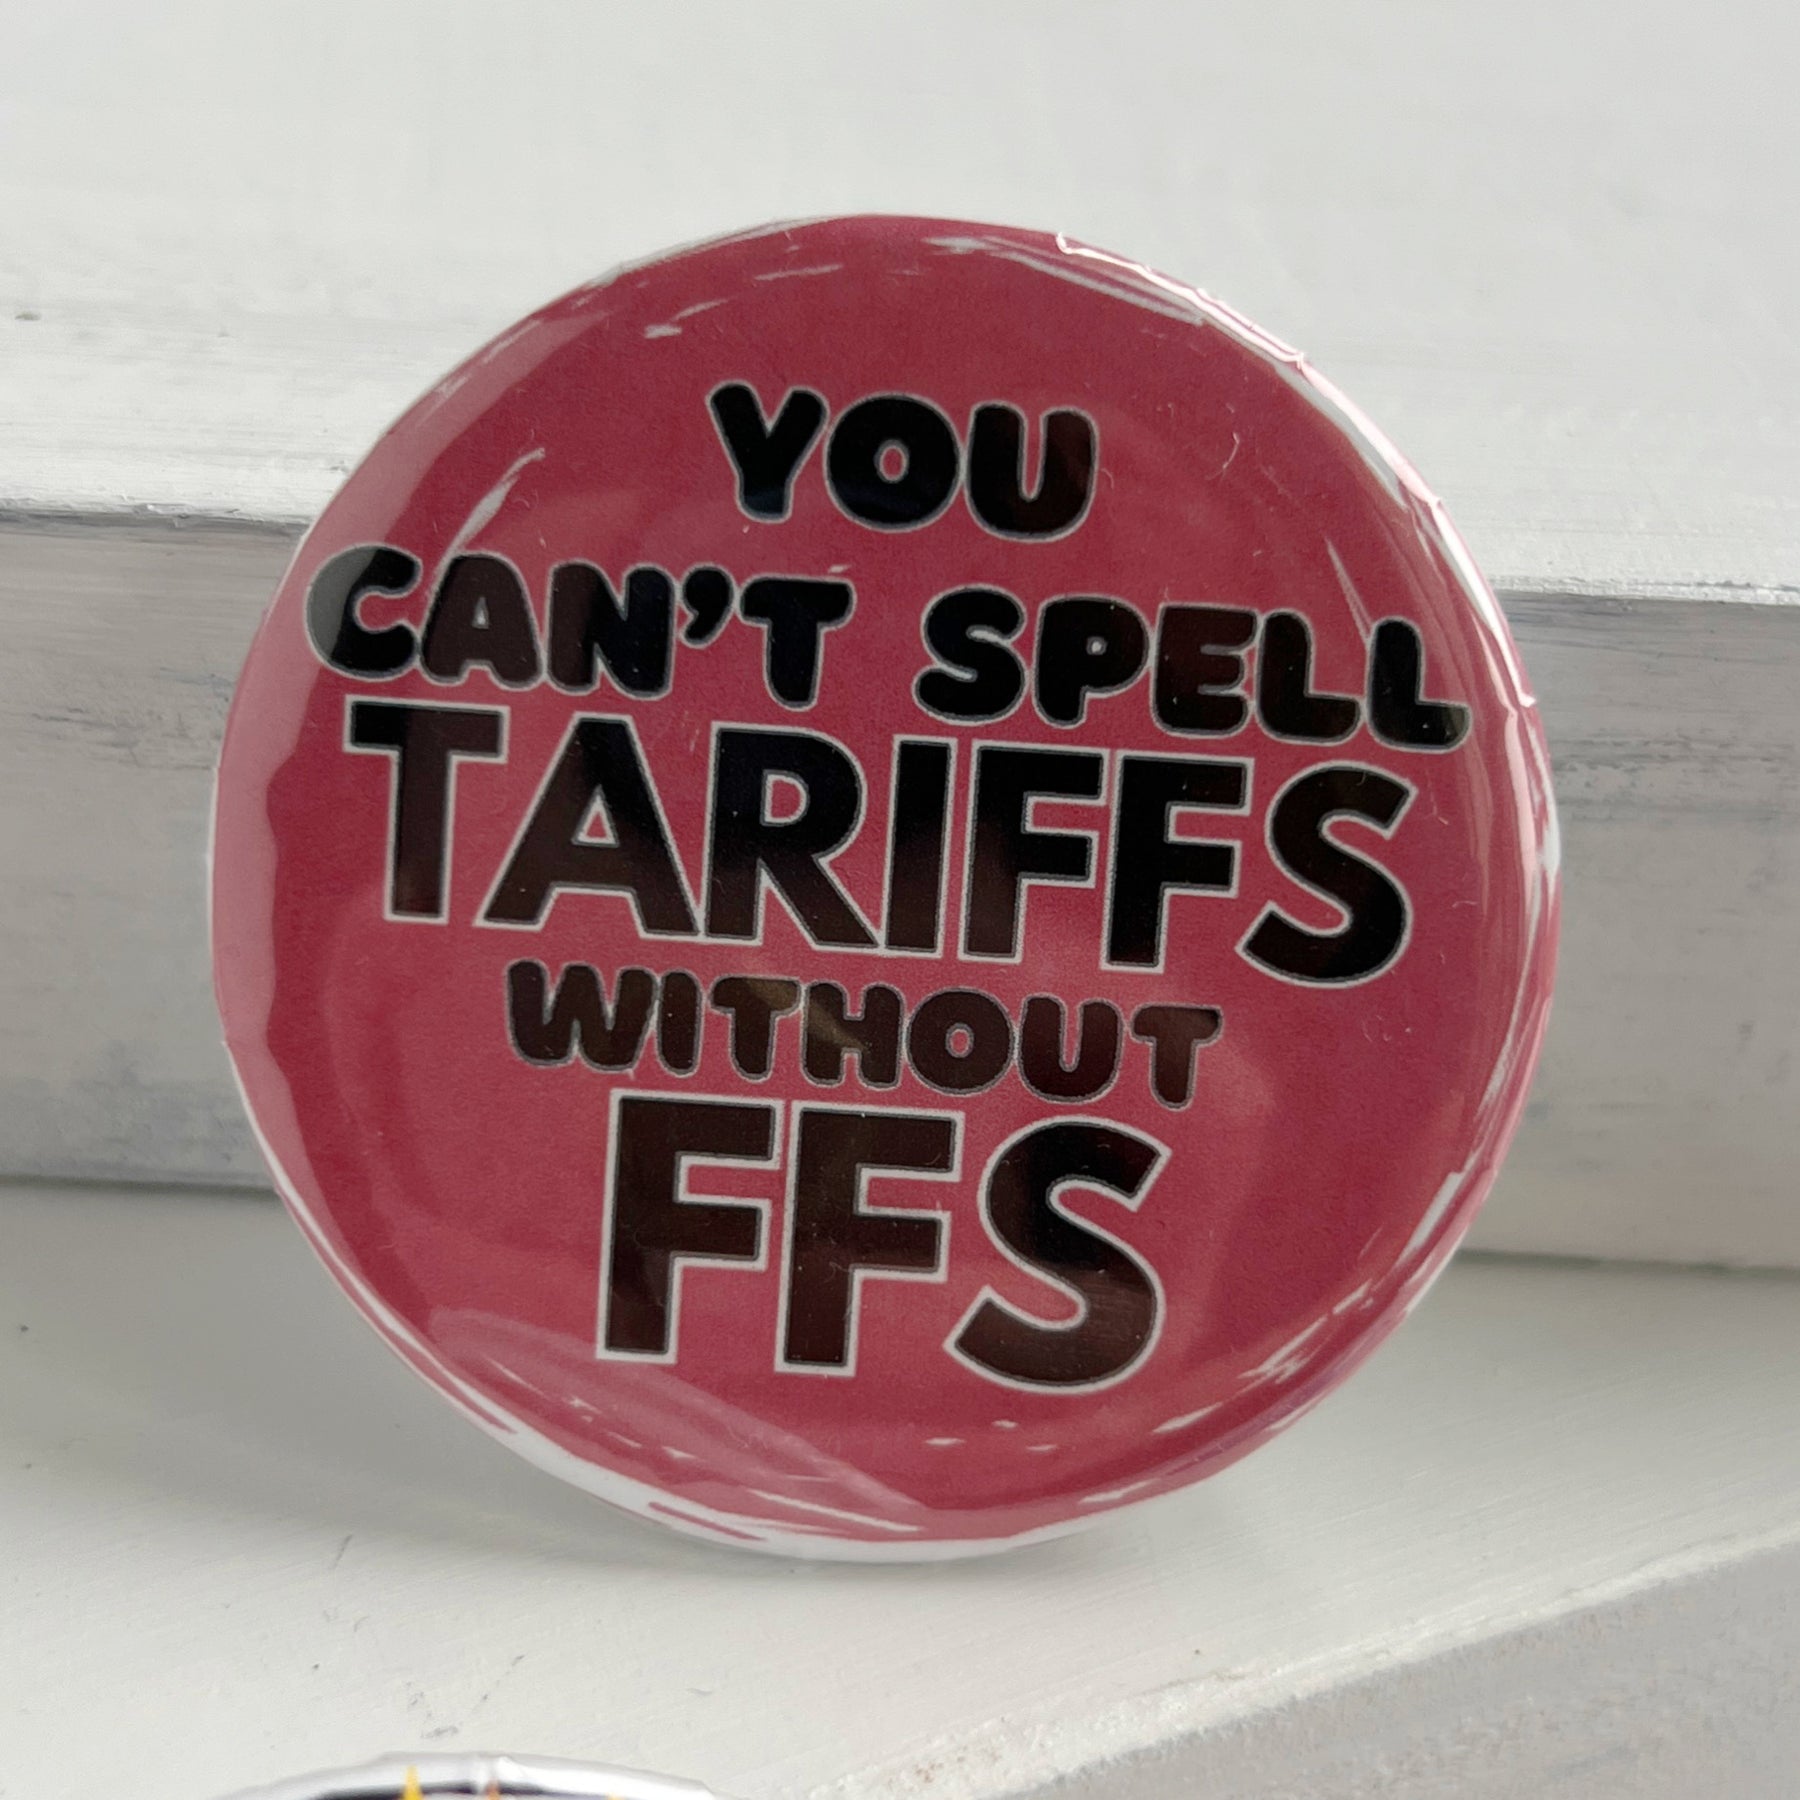 YOU
CAN'T SPELL
TARIFFS
WITHOUT
FFS